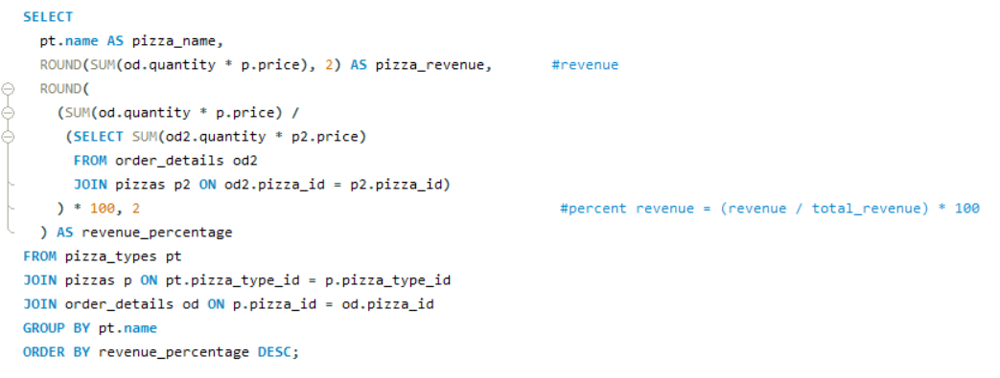 SELECT
pt.name AS pizza_name,
ROUND(SUM(od.quantity * p.price), 2) AS pizza_revenue, #revenue
ROUND(
(SUM(od.quantity * p.price) /
(SELECT SUM(od2.quantity * p2.price)
FROM order_details od2
JOIN pizzas p2 ON od2.pizza_id = p2.pizza_id)
) * 100, 2 #percent revenue = (revenue / total_revenue) * 100
) AS revenue_percentage
FROM pizza_types pt
JOIN pizzas p ON pt.pizza_type_id = p.pizza_type_id
JOIN order_details od ON p.pizza_id = od.pizza_id
GROUP BY pt.name
ORDER BY revenue_percentage DESC;